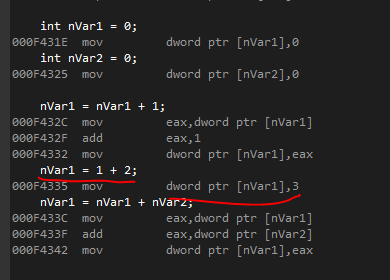 int nVar1 = 0;
000F431E mov dword ptr [nVar1],0
int nVar2 = 0;
000F4325 mov dword ptr [nVar2],0
nVar1 = nVar1 + 1;
000F432C mov eax,dword ptr [nVar1]
000F432F add eax,1
000F4332 mov dword ptr [nVar1],eax
nVar1 = 1 + 2;
000F4335 mov dword ptr [nVar1],3
nVar1 = nVar1 + nVar2;
000F433C mov eax,dword ptr [nVar1]
000F433F add eax,dword ptr [nVar2]
000F4342 mov dword ptr [nVar1],eax